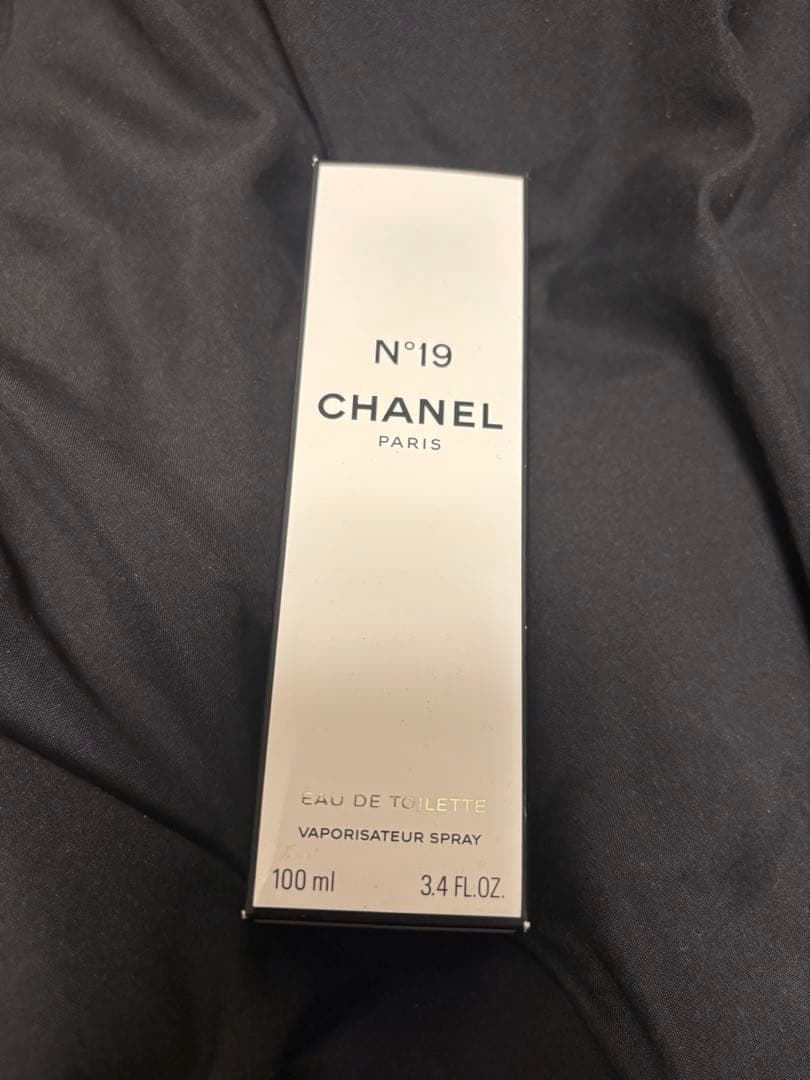 N°19
CHANEL
PARIS
EAU DE TOILETTE
VAPORISATEUR SPRAY
100 ml 3.4 FL.OZ.